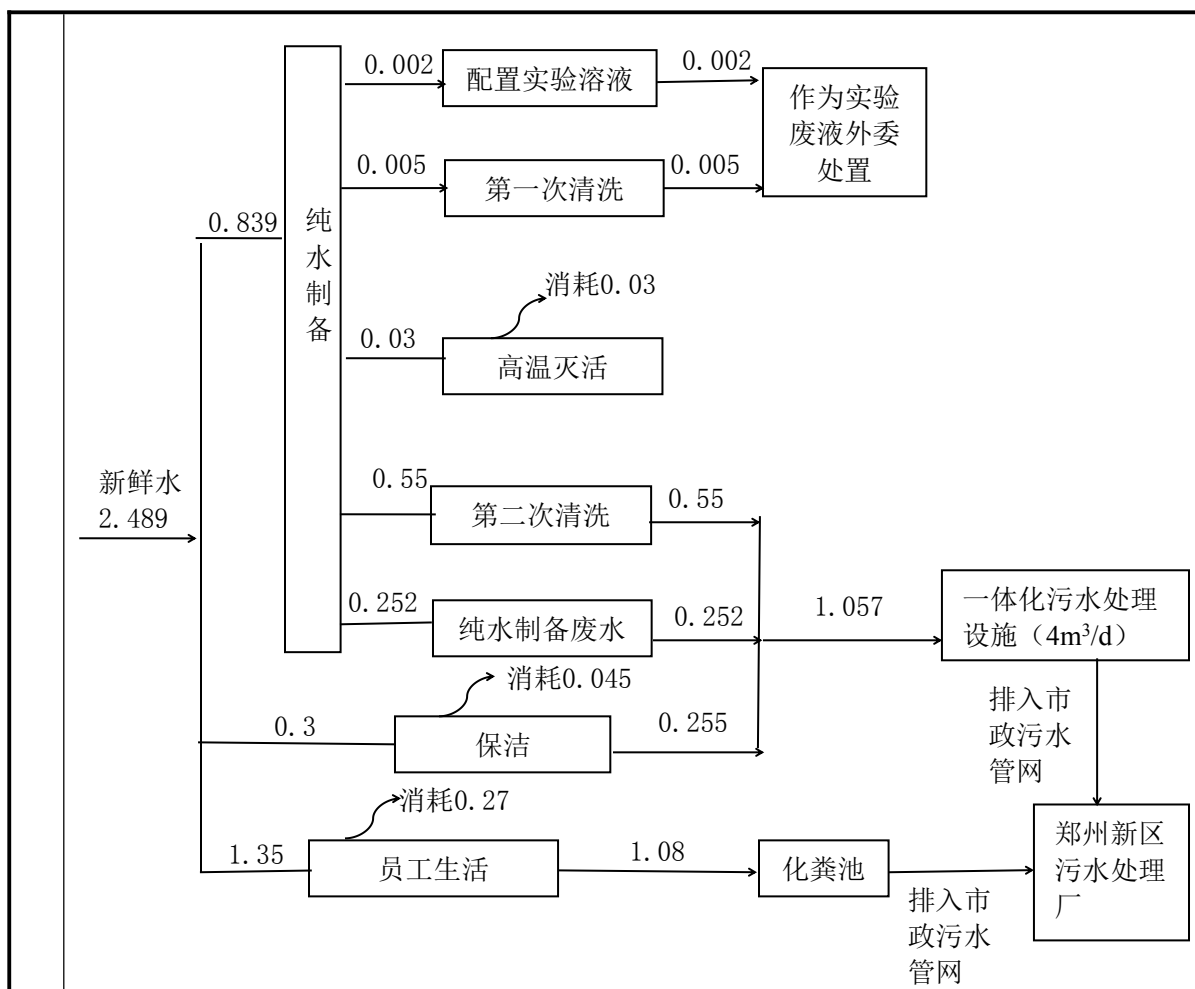 0.002
配置实验溶液
0.002
作为实验
废液外委
处置
0.005
第一次清洗
0.005
0.839
纯
水
制
备
消耗0.03
0.03
高温灭活
新鲜水
2.489
0.55
第二次清洗
0.55
0.252
纯水制备废水
0.252
1.057
一体化污水处理
设施（4m³/d）
消耗0.045
0.3
保洁
0.255
排入市
政污水
管网
消耗0.27
1.35
员工生活
1.08
化粪池
排入市
政污水
管网
郑州新区
污水处理
厂